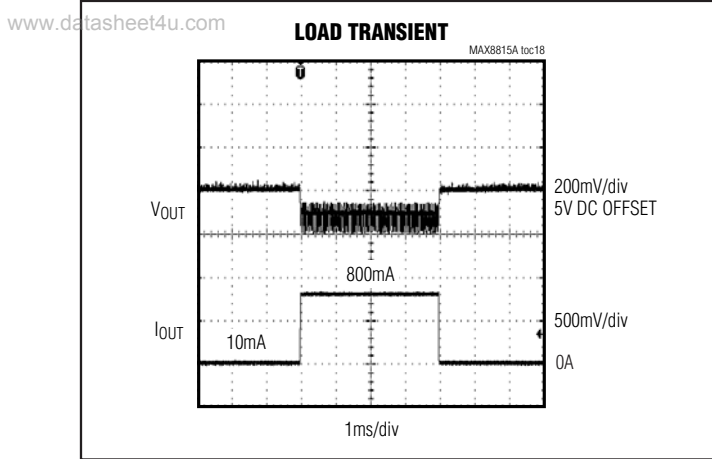 www.datasheet4u.com
LOAD TRANSIENT
MAX8815A toc18
T
VOUT
200mV/div
5V DC OFFSET
800mA
IOUT
10mA
500mV/div
0A
1ms/div